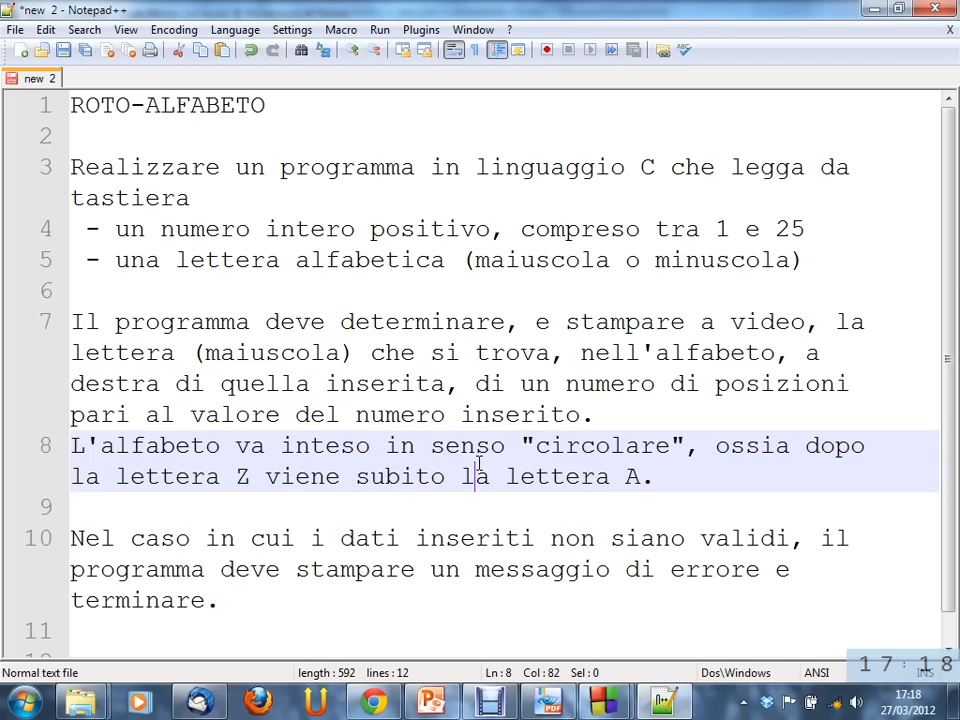 *new 2 - Notepad++
File Edit Search View Encoding Language Settings Macro Run Plugins Window ? X
new 2
1 ROTO-ALFABETO
2
3 Realizzare un programma in linguaggio C che legga da
tastiera
4 - un numero intero positivo, compreso tra 1 e 25
5 - una lettera alfabetica (maiuscola o minuscola)
6
7 Il programma deve determinare, e stampare a video, la
lettera (maiuscola) che si trova, nell'alfabeto, a
destra di quella inserita, di un numero di posizioni
pari al valore del numero inserito.
8 L'alfabeto va inteso in senso "circolare", ossia dopo
la lettera Z viene subito la lettera A.
9
10 Nel caso in cui i dati inseriti non siano validi, il
programma deve stampare un messaggio di errore e
terminare.
11
Normal text file length : 592 lines : 12 Ln : 8 Col : 82 Sel : 0 Dos\Windows ANSI INS
17:18
17:18
27/03/2012